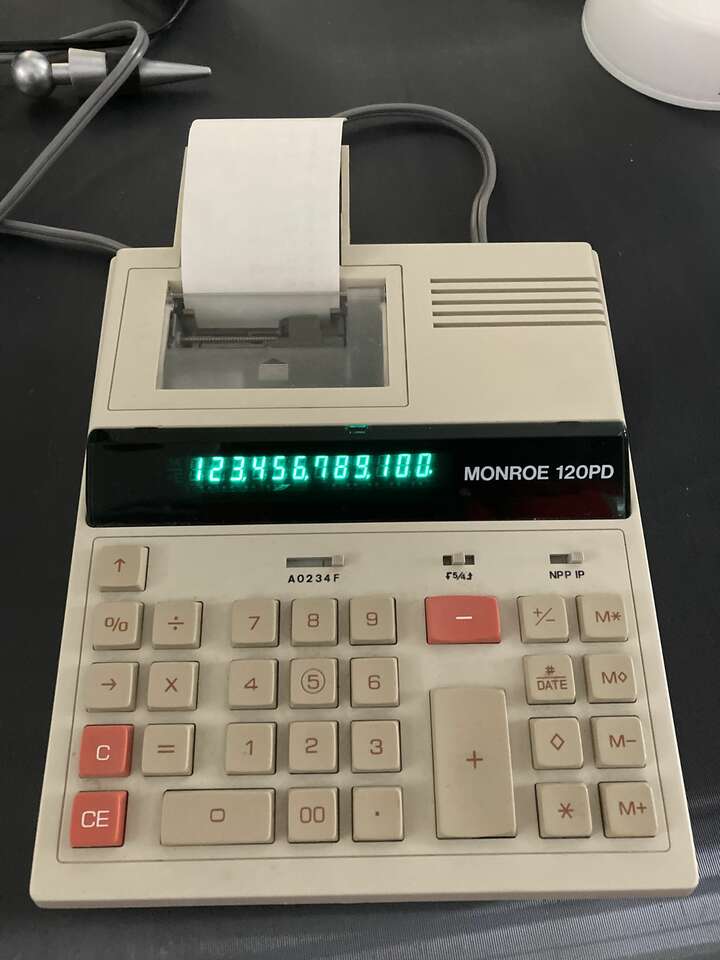 123,456,789,100.
MONROE 120PD
↑
A0234F
↸5/4↥
NPP IP
% ÷ 7 8 9 − +/− M*
→ X 4 5 6 #/DATE M◊
C = 1 2 3 + ◊ M−
CE 0 00 . * M+